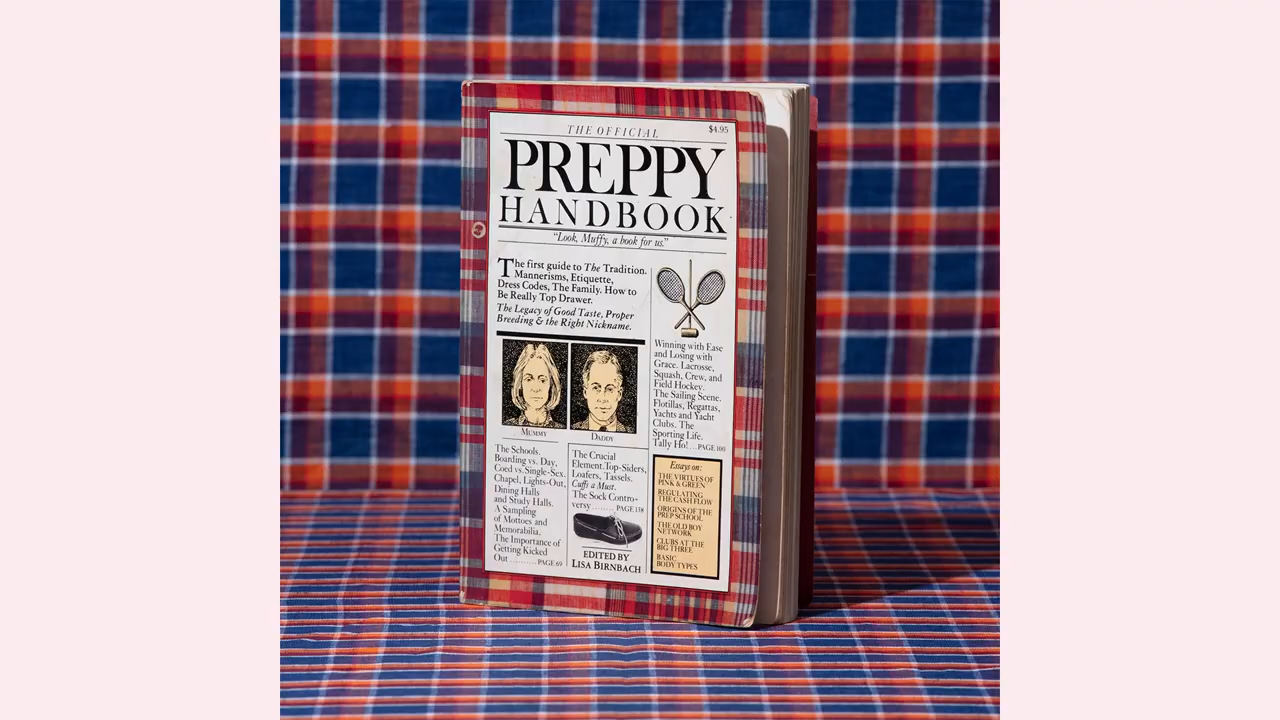 THE OFFICIAL
$4.95
PREPPY
HANDBOOK
"Look, Muffy, a book for us."
The first guide to The Tradition.
Mannerisms, Etiquette,
Dress Codes, The Family. How to
Be Really Top Drawer.
The Legacy of Good Taste, Proper
Breeding & the Right Nickname.
MUMMY
DADDY
Winning with Ease
and Losing with
Grace. Lacrosse,
Squash, Crew, and
Field Hockey.
The Sailing Scene.
Flotillas, Regattas,
Yachts and Yacht
Clubs. The
Sporting Life.
Tally Ho! ... PAGE 100
The Schools.
Boarding vs. Day,
Coed vs. Single-Sex.
Chapel, Lights-Out,
Dining Halls
and Study Halls.
A Sampling
of Mottoes and
Memorabilia.
The Importance of
Getting Kicked
Out .......... PAGE 69
The Crucial
Element.Top-Siders,
Loafers, Tassels.
Cuffs a Must.
The Sock Contro-
versy ........ PAGE 138
EDITED BY
LISA BIRNBACH
Essays on:
THE VIRTUES OF
PINK & GREEN
REGULATING
THE CASH FLOW
ORIGINS OF THE
PREP SCHOOL
THE OLD BOY
NETWORK
CLUBS AT THE
BIG THREE
BASIC
BODY TYPES